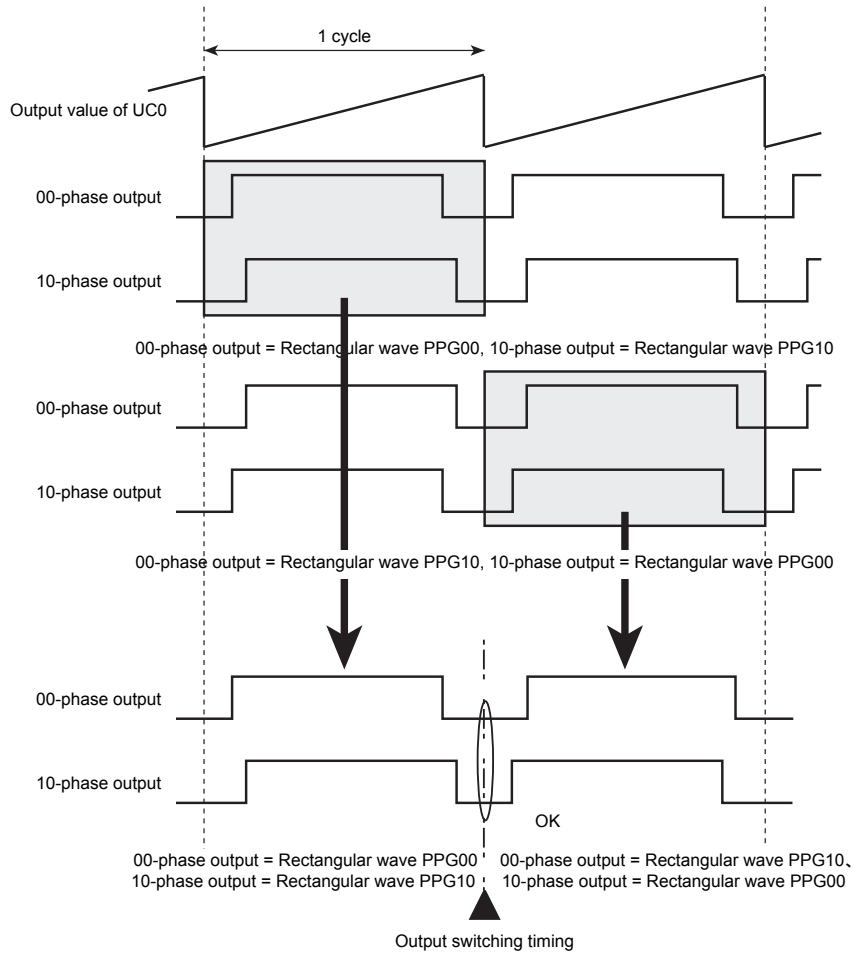 1 cycle
Output value of UC0
00-phase output
10-phase output
00-phase output = Rectangular wave PPG00, 10-phase output = Rectangular wave PPG10
00-phase output
10-phase output
00-phase output = Rectangular wave PPG10, 10-phase output = Rectangular wave PPG00
00-phase output
10-phase output
OK
00-phase output = Rectangular wave PPG00
10-phase output = Rectangular wave PPG10
00-phase output = Rectangular wave PPG10、
10-phase output = Rectangular wave PPG00
Output switching timing